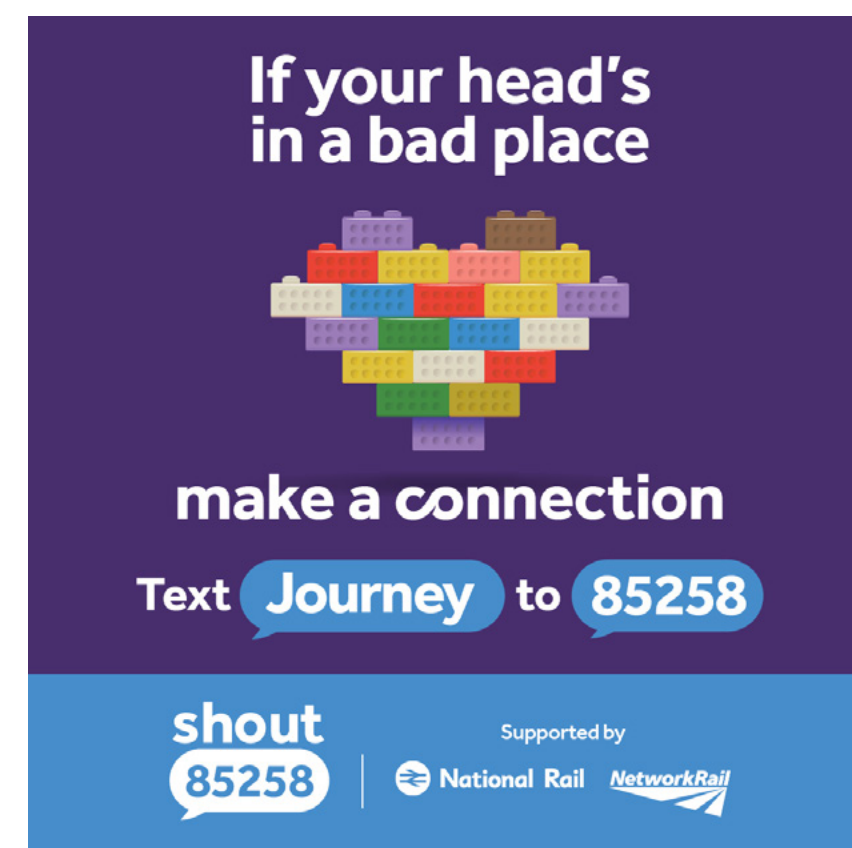 If your head's
in a bad place
make a connection
Text Journey to 85258
shout
85258
Supported by
National Rail NetworkRail